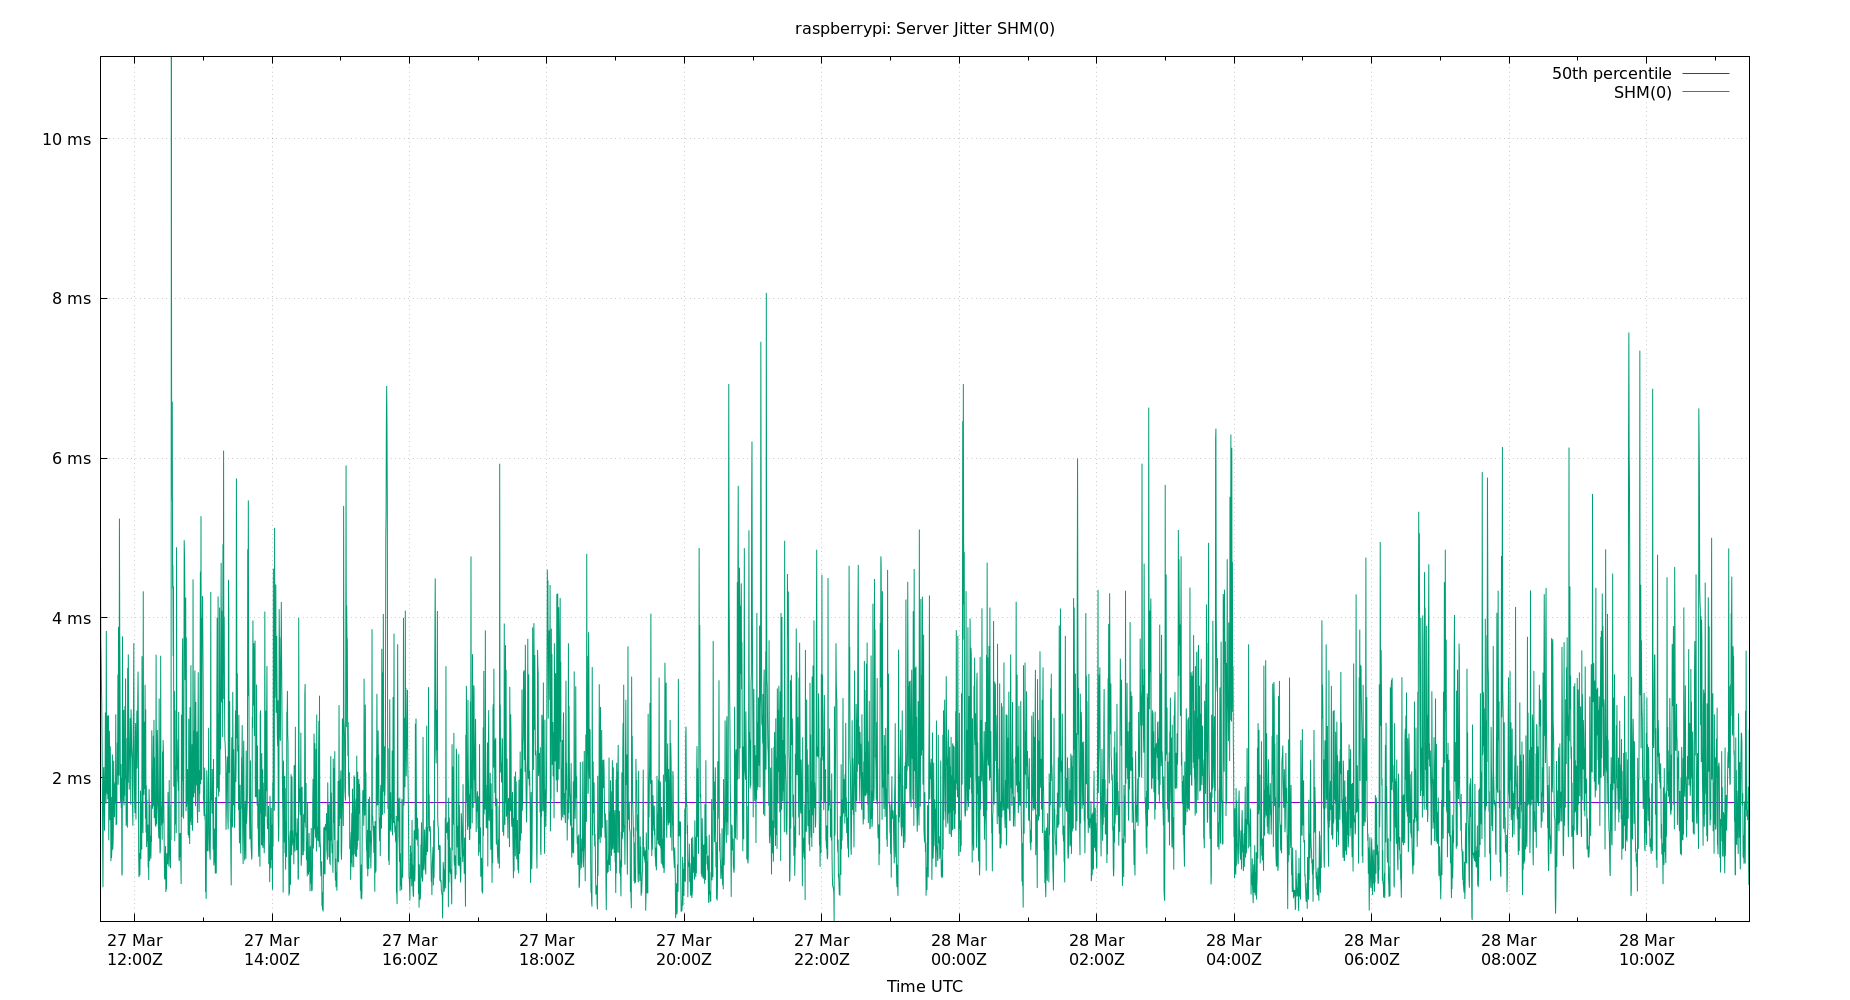 raspberrypi: Server Jitter SHM(0)
50th percentile
SHM(0)
10 ms
8 ms
6 ms
4 ms
2 ms
27 Mar 27 Mar 27 Mar 27 Mar 27 Mar 27 Mar 28 Mar 28 Mar 28 Mar 28 Mar 28 Mar 28 Mar
12:00Z 14:00Z 16:00Z 18:00Z 20:00Z 22:00Z 00:00Z 02:00Z 04:00Z 06:00Z 08:00Z 10:00Z
Time UTC